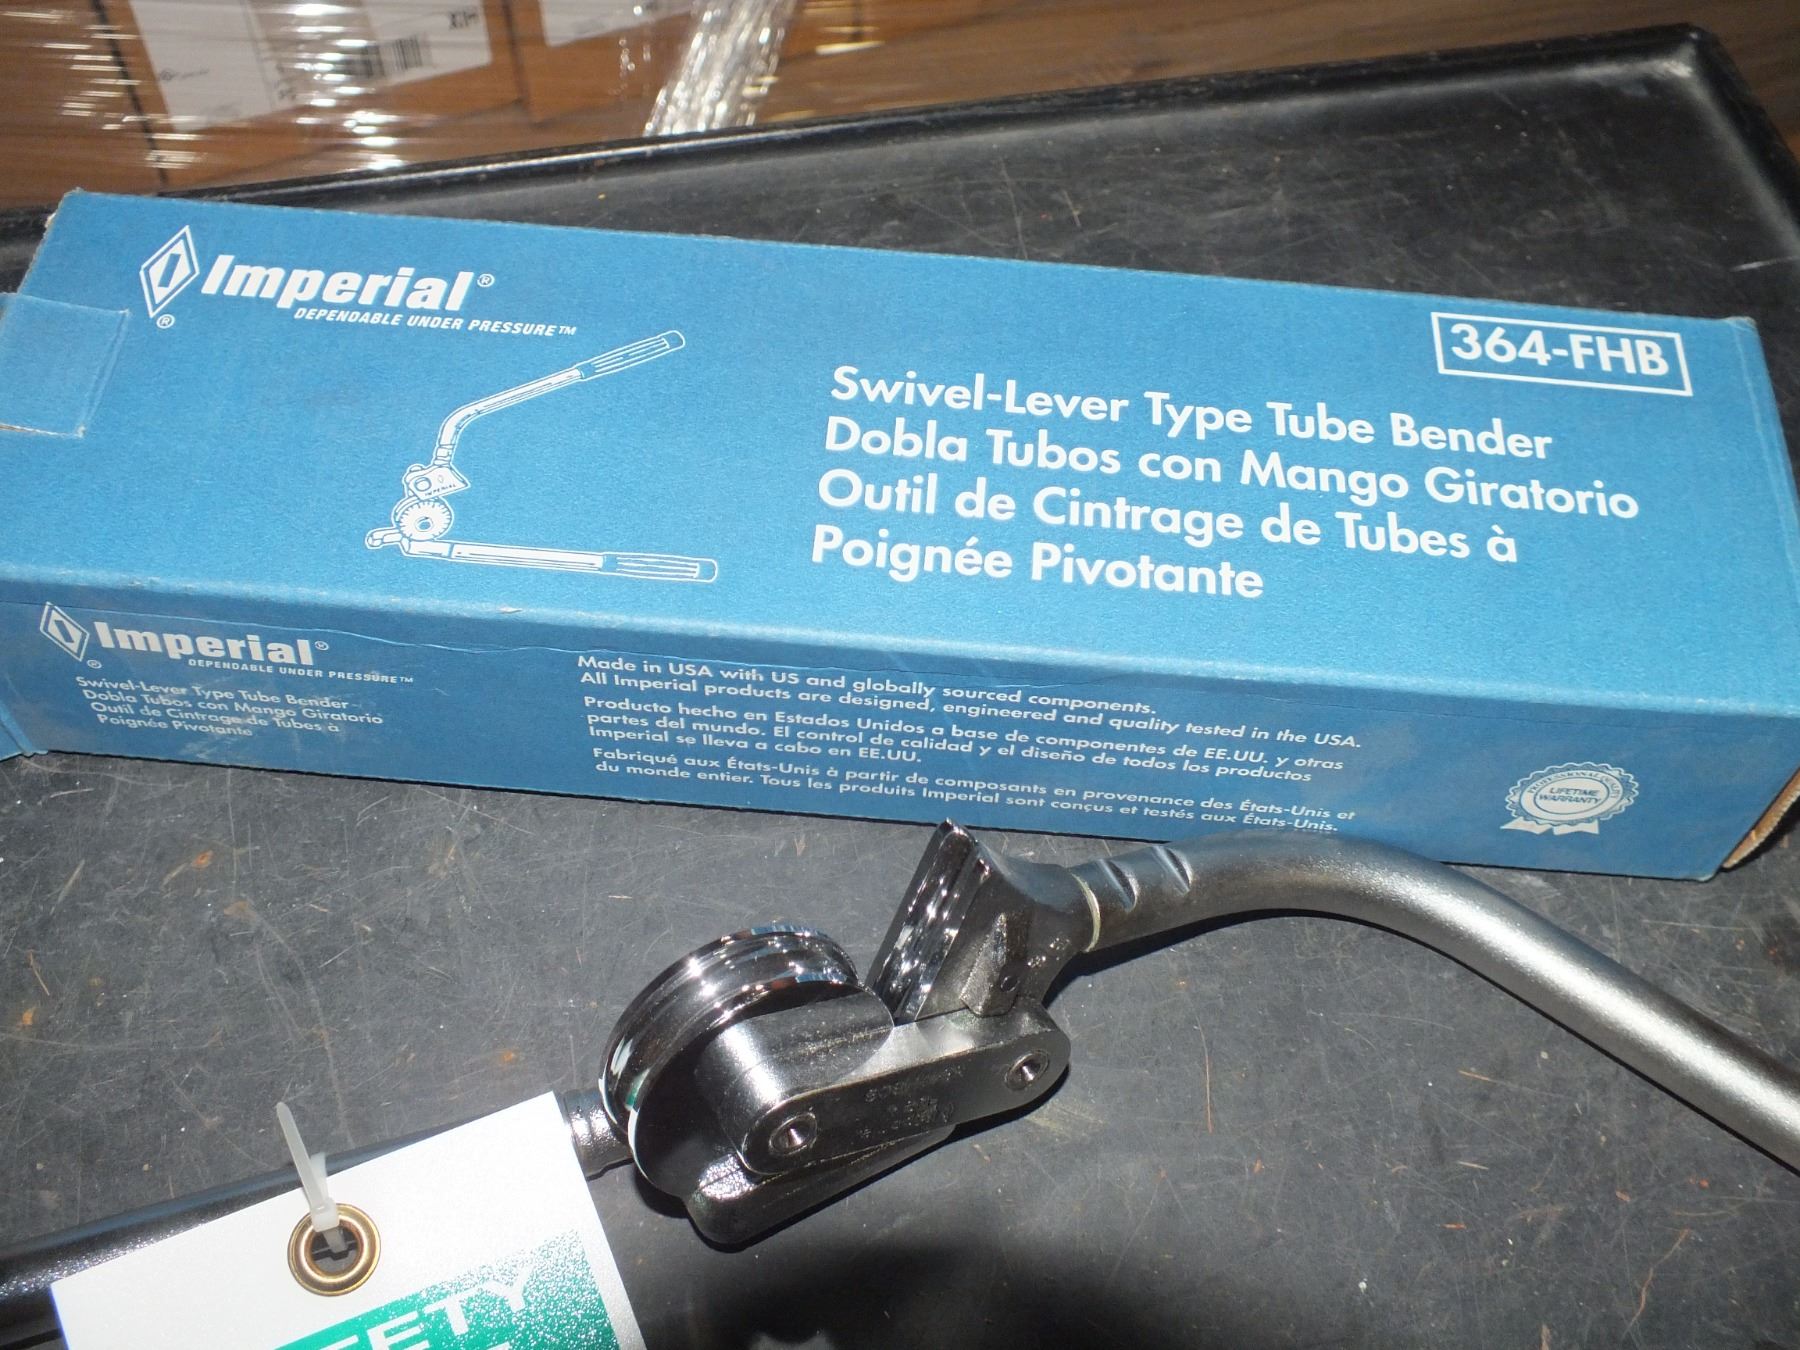 Imperial®
DEPENDABLE UNDER PRESSURE™
364-FHB
Swivel-Lever Type Tube Bender
Dobla Tubos con Mango Giratorio
Outil de Cintrage de Tubes à
Poignée Pivotante
IMPERIAL
Imperial®
DEPENDABLE UNDER PRESSURE™
Swivel-Lever Type Tube Bender
Dobla Tubos con Mango Giratorio
Outil de Cintrage de Tubes à
Poignée Pivotante
Made in USA with US and globally sourced components.
All Imperial products are designed, engineered and quality tested in the USA.
Producto hecho en Estados Unidos a base de componentes de EE.UU. y otras
partes del mundo. El control de calidad y el diseño de todos los productos
Imperial se lleva a cabo en EE.UU.
Fabriqué aux États-Unis à partir de composants en provenance des États-Unis et
du monde entier. Tous les produits Imperial sont conçus et testés aux États-Unis.
LIFETIME
WARRANTY